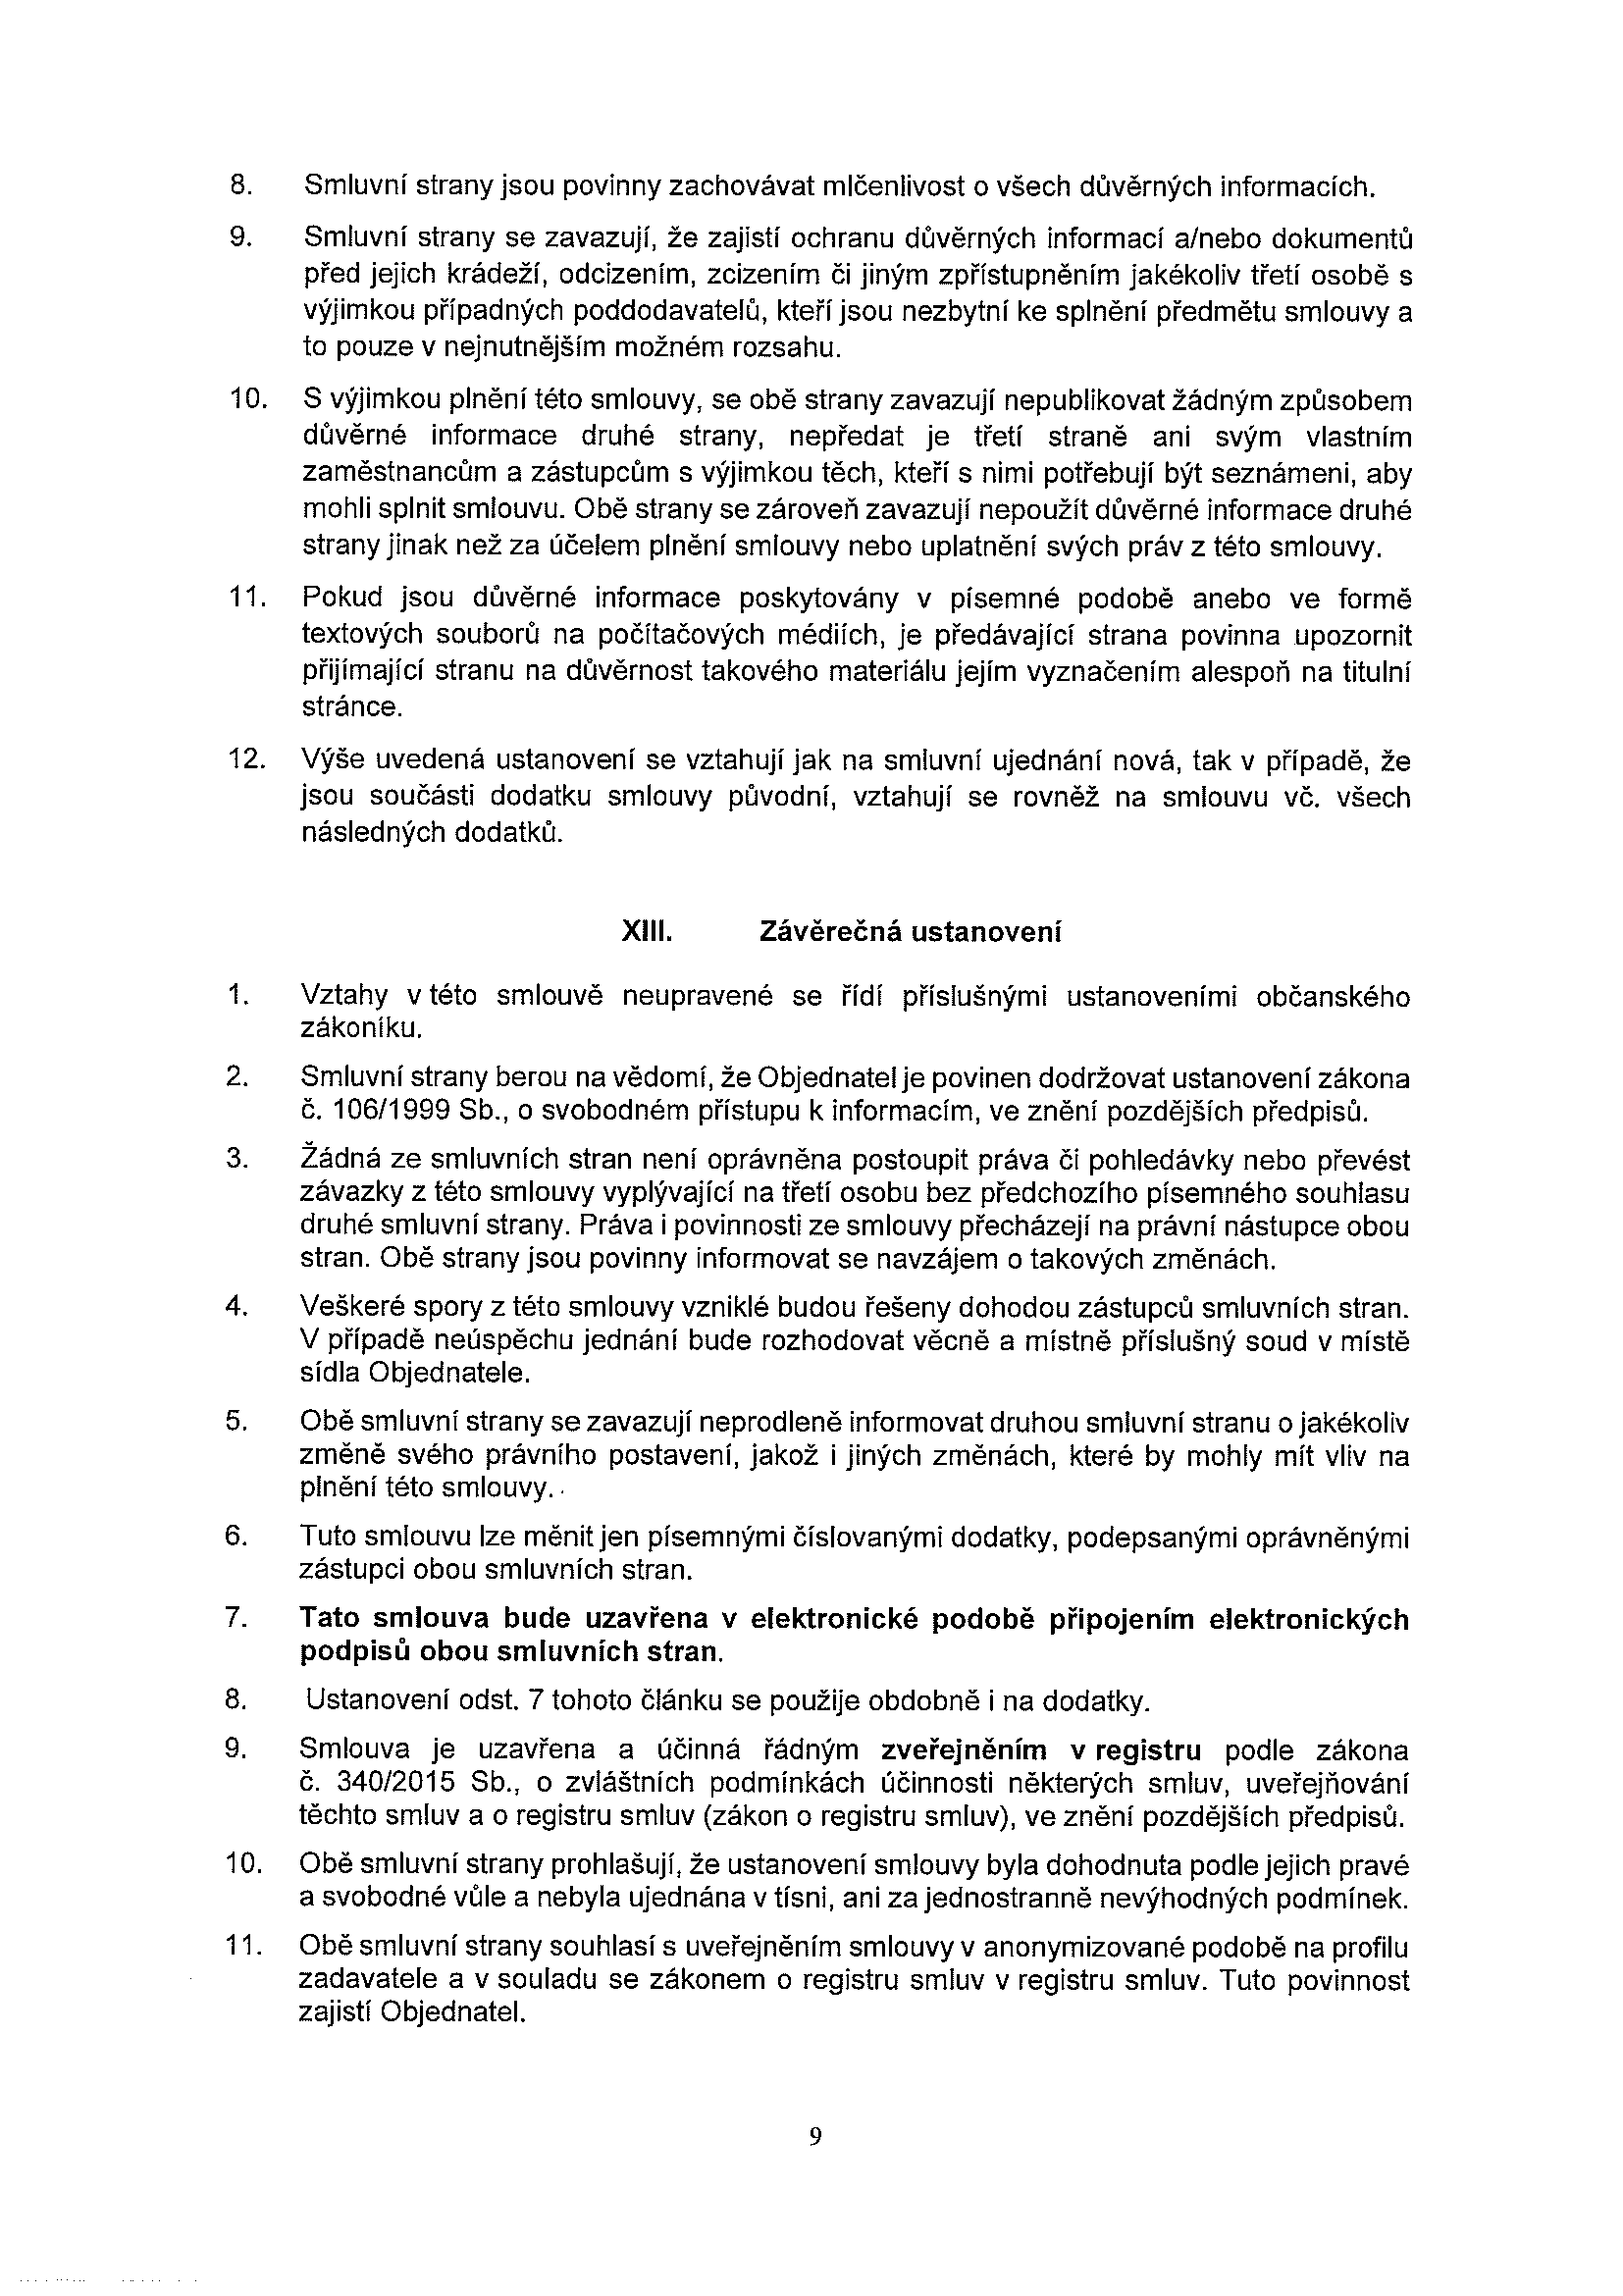 8. Smluvní strany jsou povinny zachovávat mlčenlivost o všech důvěrných informacích.
9. Smluvní strany se zavazují, že zajistí ochranu důvěrných informací a/nebo dokumentů
před jejich krádeží, odcizením, zcizením či jiným zpřístupněním jakékoliv třetí osobě s
výjimkou případných poddodavatelů, kteří jsou nezbytní ke splnění předmětu smlouvy a
to pouze v nejnutnějším možném rozsahu.
10. S výjimkou plnění této smlouvy, se obě strany zavazují nepublikovat žádným způsobem
důvěrné informace druhé strany, nepředat je třetí straně ani svým vlastním
zaměstnancům a zástupcům s výjimkou těch, kteří s nimi potřebují být seznámeni, aby
mohli splnit smlouvu. Obě strany se zároveň zavazují nepoužít důvěrné informace druhé
strany jinak než za účelem plnění smlouvy nebo uplatnění svých práv z této smlouvy.
11. Pokud jsou důvěrné informace poskytovány v písemné podobě anebo ve formě
textových souborů na počítačových médiích, je předávající strana povinna upozornit
přijímající stranu na důvěrnost takového materiálu jejím vyznačením alespoň na titulní
stránce.
12. Výše uvedená ustanovení se vztahují jak na smluvní ujednání nová, tak v případě, že
jsou součásti dodatku smlouvy původní, vztahují se rovněž na smlouvu vč. všech
následných dodatků.
XIII. Závěrečná ustanovení
1. Vztahy v této smlouvě neupravené se řídí příslušnými ustanoveními občanského
zákoníku.
2. Smluvní strany berou na vědomí, že Objednatel je povinen dodržovat ustanovení zákona
č. 106/1999 Sb., o svobodném přístupu k informacím, ve znění pozdějších předpisů.
3. Žádná ze smluvních stran není oprávněna postoupit práva či pohledávky nebo převést
závazky z této smlouvy vyplývající na třetí osobu bez předchozího písemného souhlasu
druhé smluvní strany. Práva i povinnosti ze smlouvy přecházejí na právní nástupce obou
stran. Obě strany jsou povinny informovat se navzájem o takových změnách.
4. Veškeré spory z této smlouvy vzniklé budou řešeny dohodou zástupců smluvních stran.
V případě neúspěchu jednání bude rozhodovat věcně a místně příslušný soud v místě
sídla Objednatele.
5. Obě smluvní strany se zavazují neprodleně informovat druhou smluvní stranu o jakékoliv
změně svého právního postavení, jakož i jiných změnách, které by mohly mít vliv na
plnění této smlouvy.
6. Tuto smlouvu lze měnit jen písemnými číslovanými dodatky, podepsanými oprávněnými
zástupci obou smluvních stran.
7. Tato smlouva bude uzavřena v elektronické podobě připojením elektronických
podpisů obou smluvních stran.
8. Ustanovení odst. 7 tohoto článku se použije obdobně i na dodatky.
9. Smlouva je uzavřena a účinná řádným zveřejněním v registru podle zákona
č. 340/2015 Sb., o zvláštních podmínkách účinnosti některých smluv, uveřejňování
těchto smluv a o registru smluv (zákon o registru smluv), ve znění pozdějších předpisů.
10. Obě smluvní strany prohlašují, že ustanovení smlouvy byla dohodnuta podle jejich pravé
a svobodné vůle a nebyla ujednána v tísni, ani za jednostranně nevýhodných podmínek.
11. Obě smluvní strany souhlasí s uveřejněním smlouvy v anonymizované podobě na profilu
zadavatele a v souladu se zákonem o registru smluv v registru smluv. Tuto povinnost
zajistí Objednatel.
9